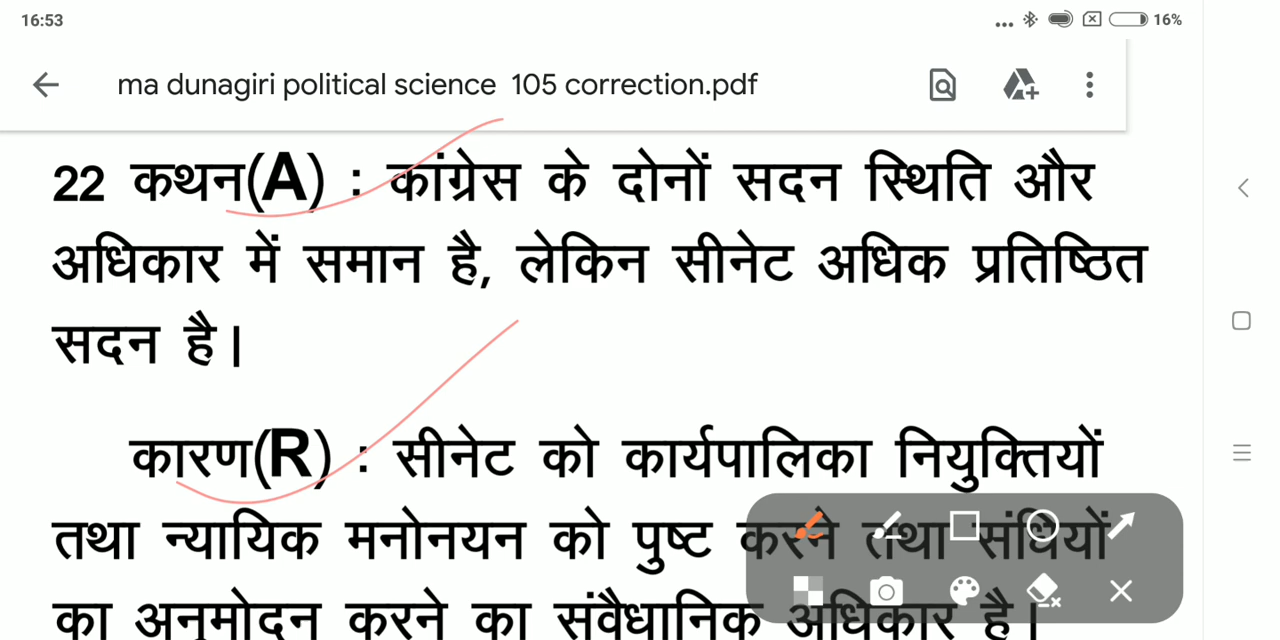 16:53
16%
ma dunagiri political science 105 correction.pdf
22 कथन(A) : कांग्रेस के दोनों सदन स्थिति और
अधिकार में समान है, लेकिन सीनेट अधिक प्रतिष्ठित
सदन है।
कारण(R) : सीनेट को कार्यपालिका नियुक्तियों
तथा न्यायिक मनोनयन को पुष्ट करने तथा संधियों
का अनुमोदन करने का संवैधानिक अधिकार है।